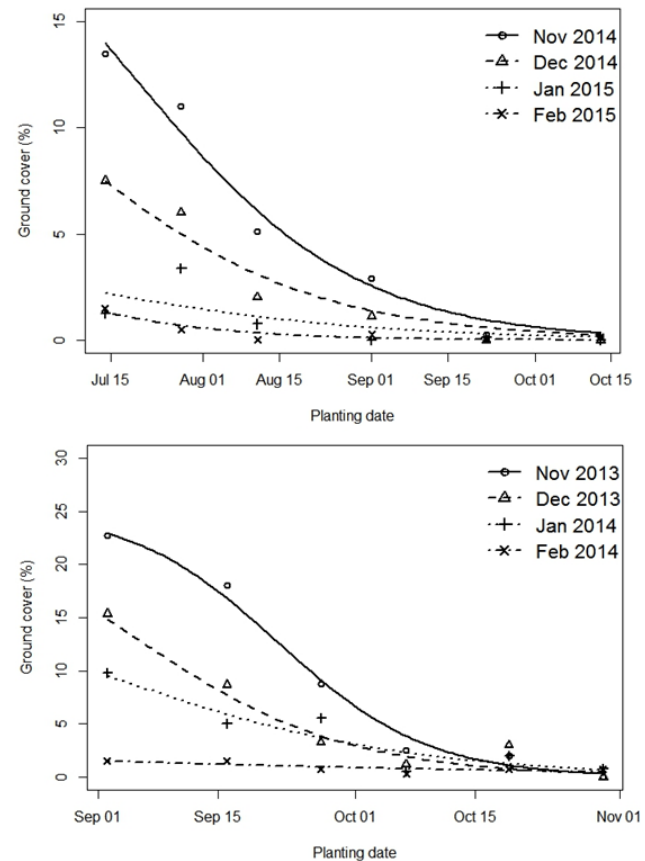 15
10
5
0
Ground cover (%)
Nov 2014
Dec 2014
Jan 2015
Feb 2015
Jul 15 Aug 01 Aug 15 Sep 01 Sep 15 Oct 01 Oct 15
Planting date
30
25
20
15
10
5
0
Ground cover (%)
Nov 2013
Dec 2013
Jan 2014
Feb 2014
Sep 01 Sep 15 Oct 01 Oct 15 Nov 01
Planting date